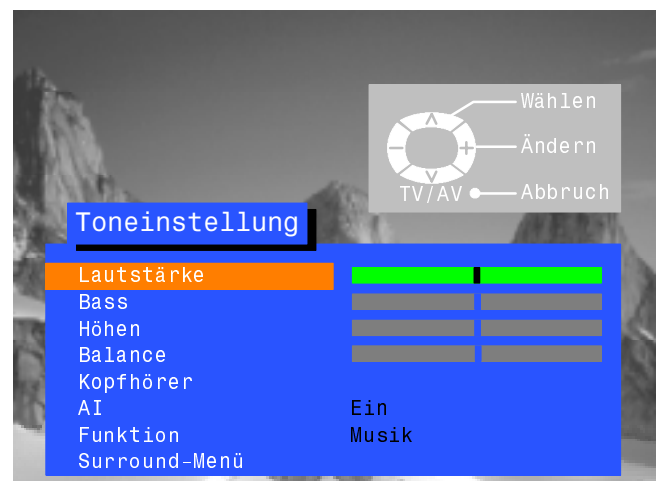 Wählen
Ändern
TV/AV Abbruch
Toneinstellung
Lautstärke
Bass
Höhen
Balance
Kopfhörer
AI Ein
Funktion Musik
Surround-Menü